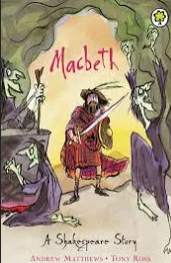 Macbeth
A Shakespeare Story
ANDREW MATTHEWS • TONY ROSS